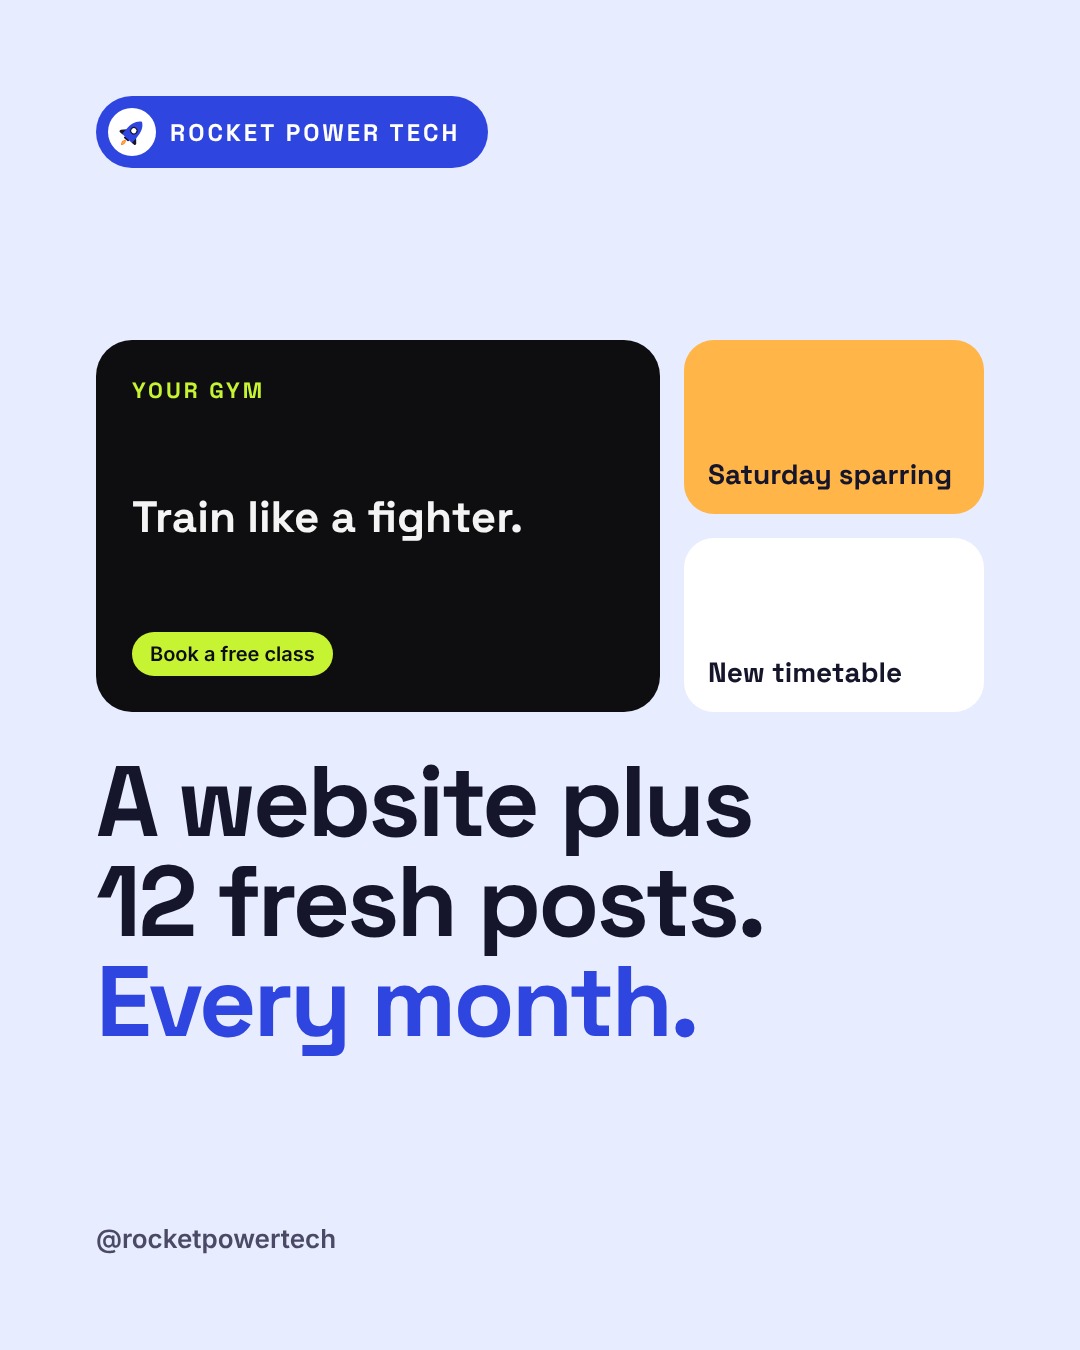 ROCKET POWER TECH
YOUR GYM
Train like a fighter.
Book a free class
Saturday sparring
New timetable
A website plus
12 fresh posts.
Every month.
@rocketpowertech